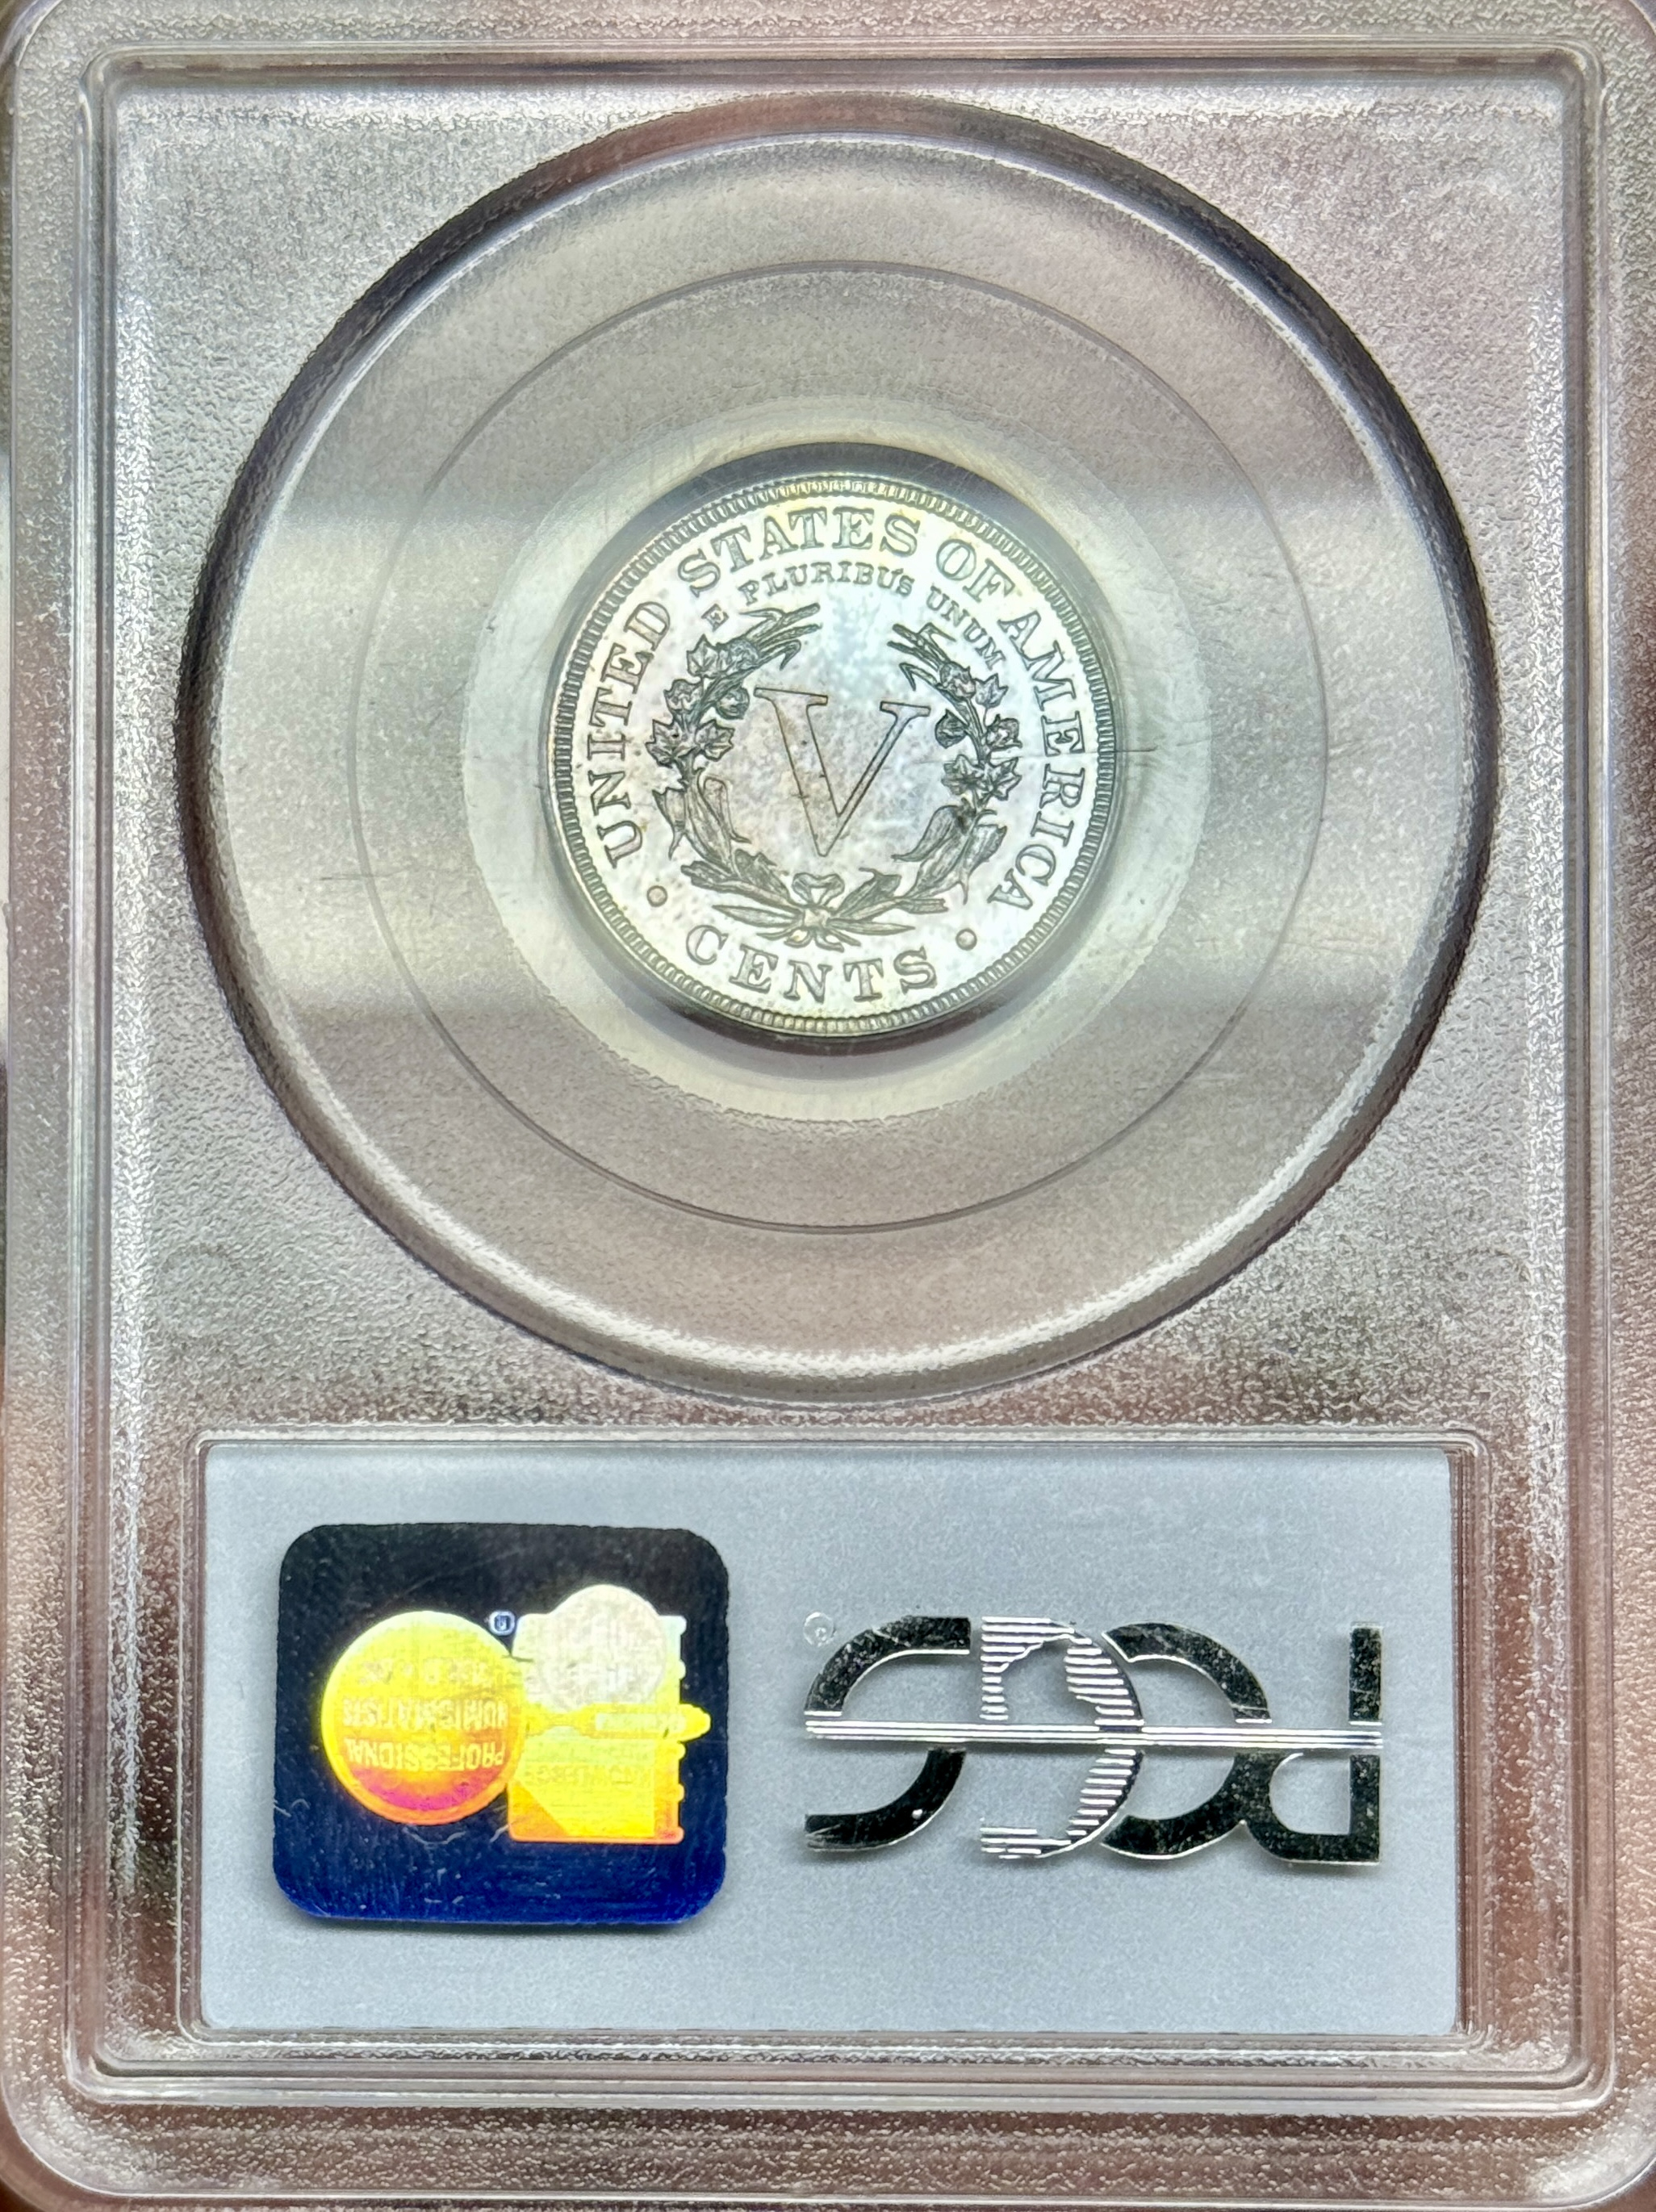 UNITED STATES OF AMERICA
E PLURIBUS UNUM
V
• CENTS •
PCGS
PROFESSIONAL
NUMISMATISTS